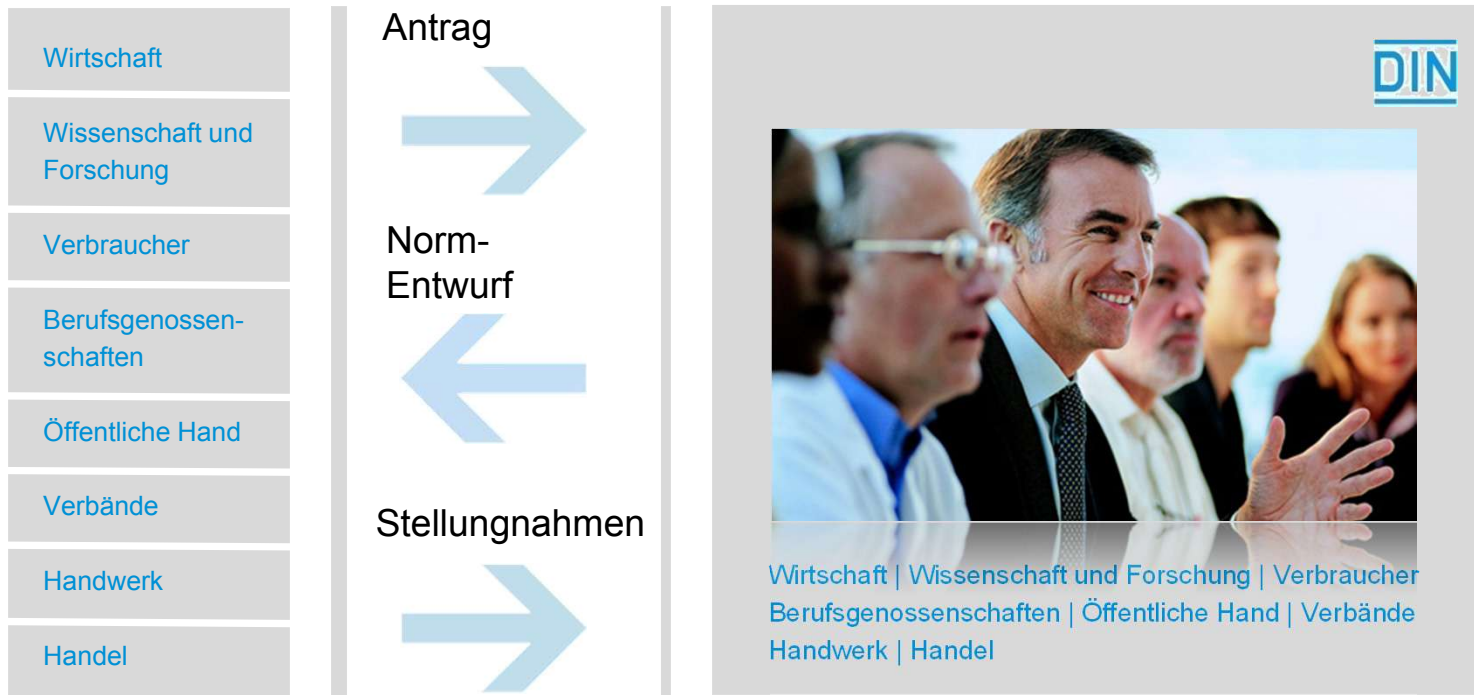 Wirtschaft
Wissenschaft und
Forschung
Verbraucher
Berufsgenossen-
schaften
Öffentliche Hand
Verbände
Handwerk
Handel
Antrag
Norm-
Entwurf
Stellungnahmen
DIN
Wirtschaft | Wissenschaft und Forschung | Verbraucher
Berufsgenossenschaften | Öffentliche Hand | Verbände
Handwerk | Handel